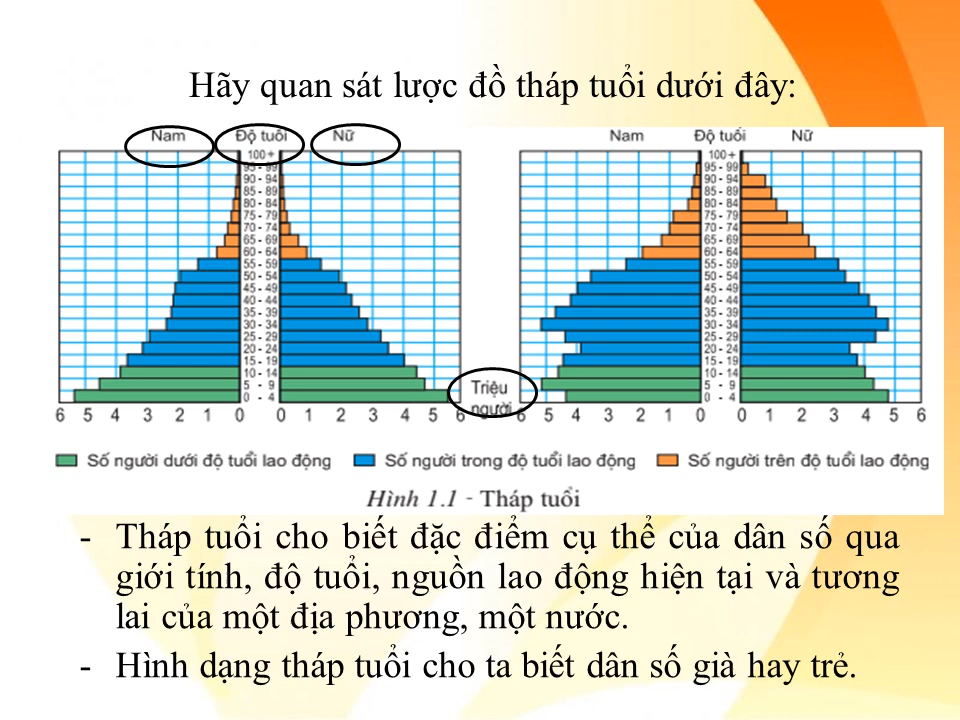 Hãy quan sát lược đồ tháp tuổi dưới đây:
Nam Độ tuổi Nữ Nam Độ tuổi Nữ
100 + 100 +
95 - 99 95 - 99
90 - 94 90 - 94
85 - 89 85 - 89
80 - 84 80 - 84
75 - 79 75 - 79
70 - 74 70 - 74
65 - 69 65 - 69
60 - 64 60 - 64
55 - 59 55 - 59
50 - 54 50 - 54
45 - 49 45 - 49
40 - 44 40 - 44
35 - 39 35 - 39
30 - 34 30 - 34
25 - 29 25 - 29
20 - 24 20 - 24
15 - 19 15 - 19
10 - 14 10 - 14
5 - 9 Triệu 5 - 9
0 - 4 người 0 - 4
6 5 4 3 2 1 0 0 1 2 3 4 5 6 6 5 4 3 2 1 0 0 1 2 3 4 5 6
Số người dưới độ tuổi lao động Số người trong độ tuổi lao động Số người trên độ tuổi lao động
Hình 1.1 - Tháp tuổi
- Tháp tuổi cho biết đặc điểm cụ thể của dân số qua
giới tính, độ tuổi, nguồn lao động hiện tại và tương
lai của một địa phương, một nước.
- Hình dạng tháp tuổi cho ta biết dân số già hay trẻ.